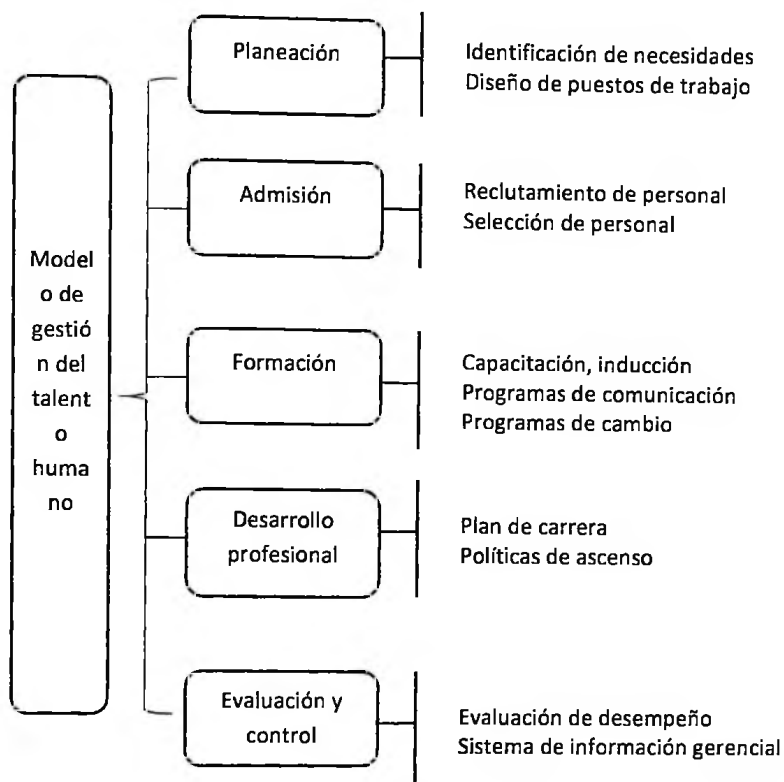 Model
o de
gestió
n del
talent
o
huma
no
Planeación
Identificación de necesidades
Diseño de puestos de trabajo
Admisión
Reclutamiento de personal
Selección de personal
Formación
Capacitación, inducción
Programas de comunicación
Programas de cambio
Desarrollo
profesional
Plan de carrera
Políticas de ascenso
Evaluación y
control
Evaluación de desempeño
Sistema de información gerencial